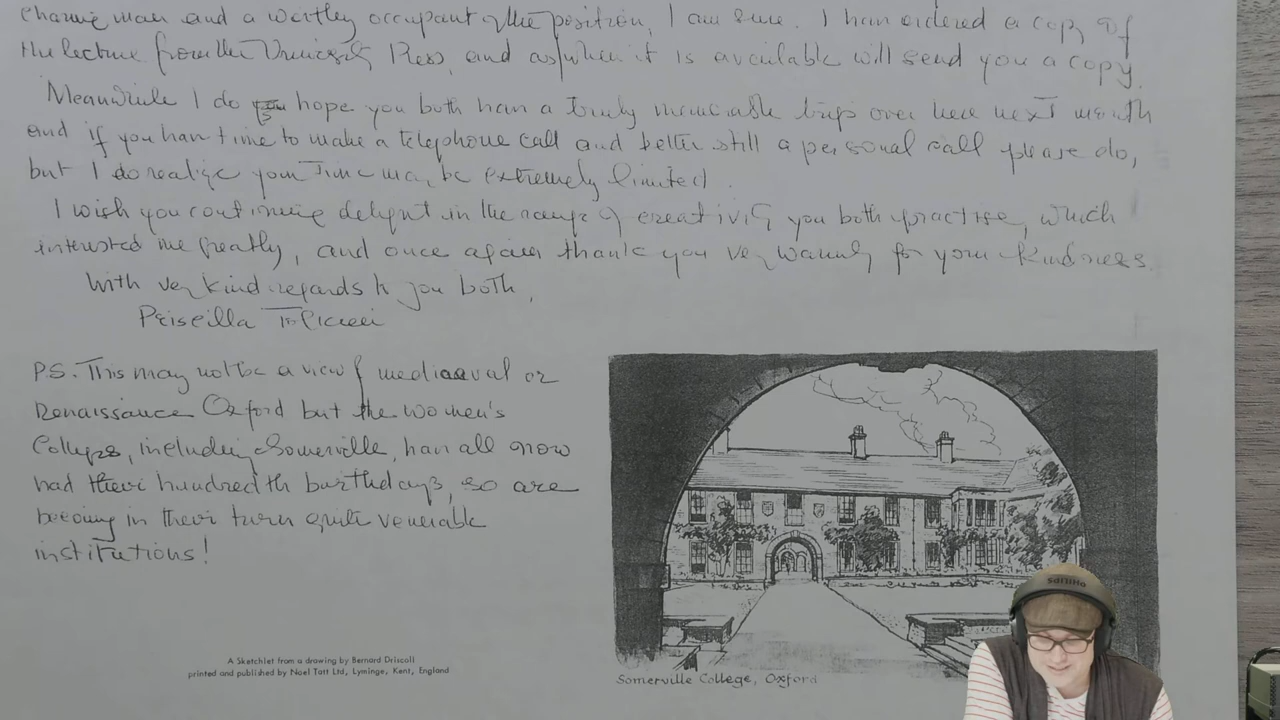 charming man and a worthy occupant of the position, I am sure. I have ordered a copy of
the lecture from the University Press, and as/when it is available will send you a copy.
Meanwhile I do hope you both have a truly memorable trip over here next month
and if you have time to make a telephone call and better still a personal call please do,
but I do realize your time may be extremely limited.
I wish you continuing delight in the range of creativity you both practise, which
interested me greatly, and once again thank you very warmly for your kindness.
With very kind regards to you both,
Priscilla Tolkien
P.S. This may not be a view of mediaeval or
Renaissance Oxford but the women's
Colleges, including Somerville, have all now
had their hundredth birthdays, so are
becoming in their turn quite venerable
institutions!
A Sketchlet from a drawing by Bernard Driscoll
printed and published by Noel Tatt Ltd, Lyminge, Kent, England
Somerville College, Oxford
PHILIPS